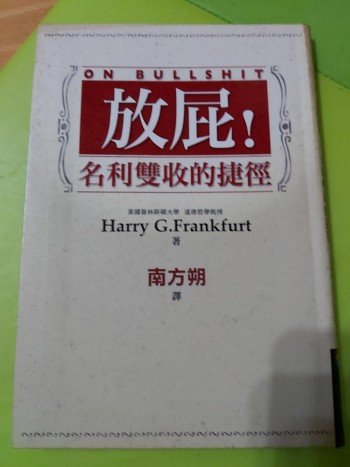 ON BULLSHIT
放屁!
名利雙收的捷徑
美國普林斯頓大學 道德哲學教授
Harry G.Frankfurt
著
南方朔
譯